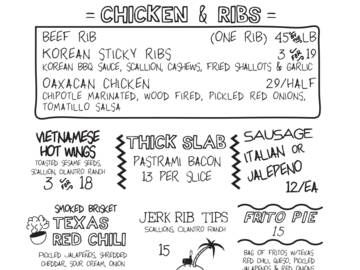 = CHICKEN & RIBS =
BEEF RIB (ONE RIB) 45/LB
KOREAN STICKY RIBS 3 FOR 19
KOREAN BBQ SAUCE, SCALLION, CASHEWS, FRIED SHALLOTS & GARLIC
OAXACAN CHICKEN 29/HALF
CHIPOTLE MARINATED, WOOD FIRED, PICKLED RED ONIONS,
TOMATILLO SALSA
VIETNAMESE
HOT WINGS
TOASTED SESAME SEEDS,
SCALLION, CILANTRO RANCH
3 FOR 18
THICK SLAB
PASTRAMI BACON
13 PER SLICE
SAUSAGE
ITALIAN OR
JALEPEÑO
12/EA
SMOKED BRISKET
TEXAS
RED CHILI
PICKLED JALAPEÑOS, SHREDDED
CHEDDAR, SOUR CREAM, ONION
JERK RIB TIPS
SCALLIONS, CILANTRO RANCH
15
FRITO PIE
15
BAG OF FRITOS W/TEXAS
RED CHILI, QUESO, PICKLED
JALAPEÑOS & RED ONIONS